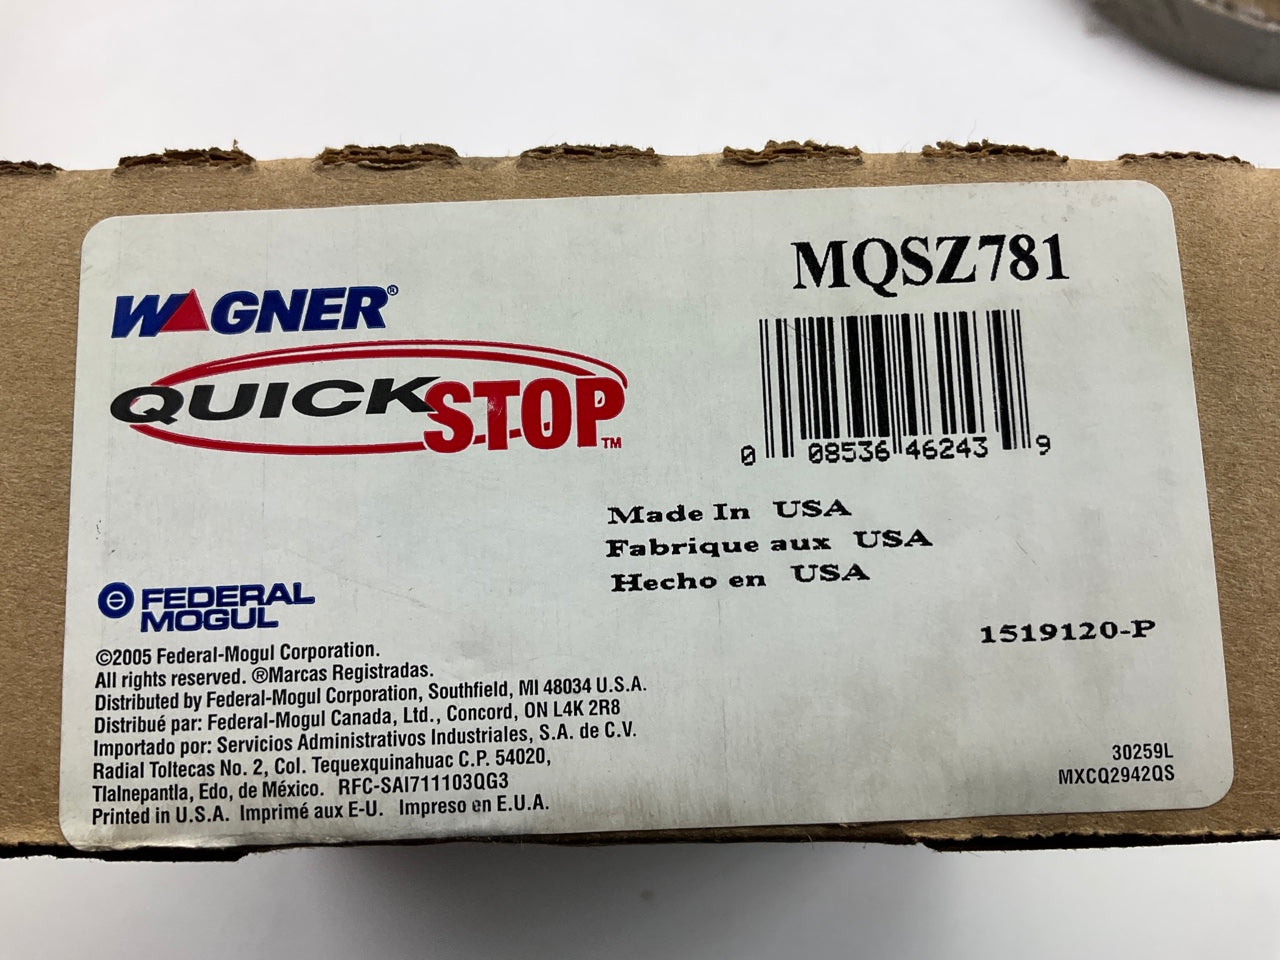 MQSZ781
WAGNER®
QUICKSTOP™
0 08536 46243 9
Made In USA
Fabrique aux USA
Hecho en USA
FEDERAL
MOGUL
1519120-P
©2005 Federal-Mogul Corporation.
All rights reserved. ®Marcas Registradas.
Distributed by Federal-Mogul Corporation, Southfield, MI 48034 U.S.A.
Distribué par: Federal-Mogul Canada, Ltd., Concord, ON L4K 2R8
Importado por: Servicios Administrativos Industriales, S.A. de C.V.
Radial Toltecas No. 2, Col. Tequexquinahuac C.P. 54020,
Tlalnepantla, Edo, de México. RFC-SAI711103QG3
Printed in U.S.A. Imprimé aux E-U. Impreso en E.U.A.
30259L
MXCQ2942QS